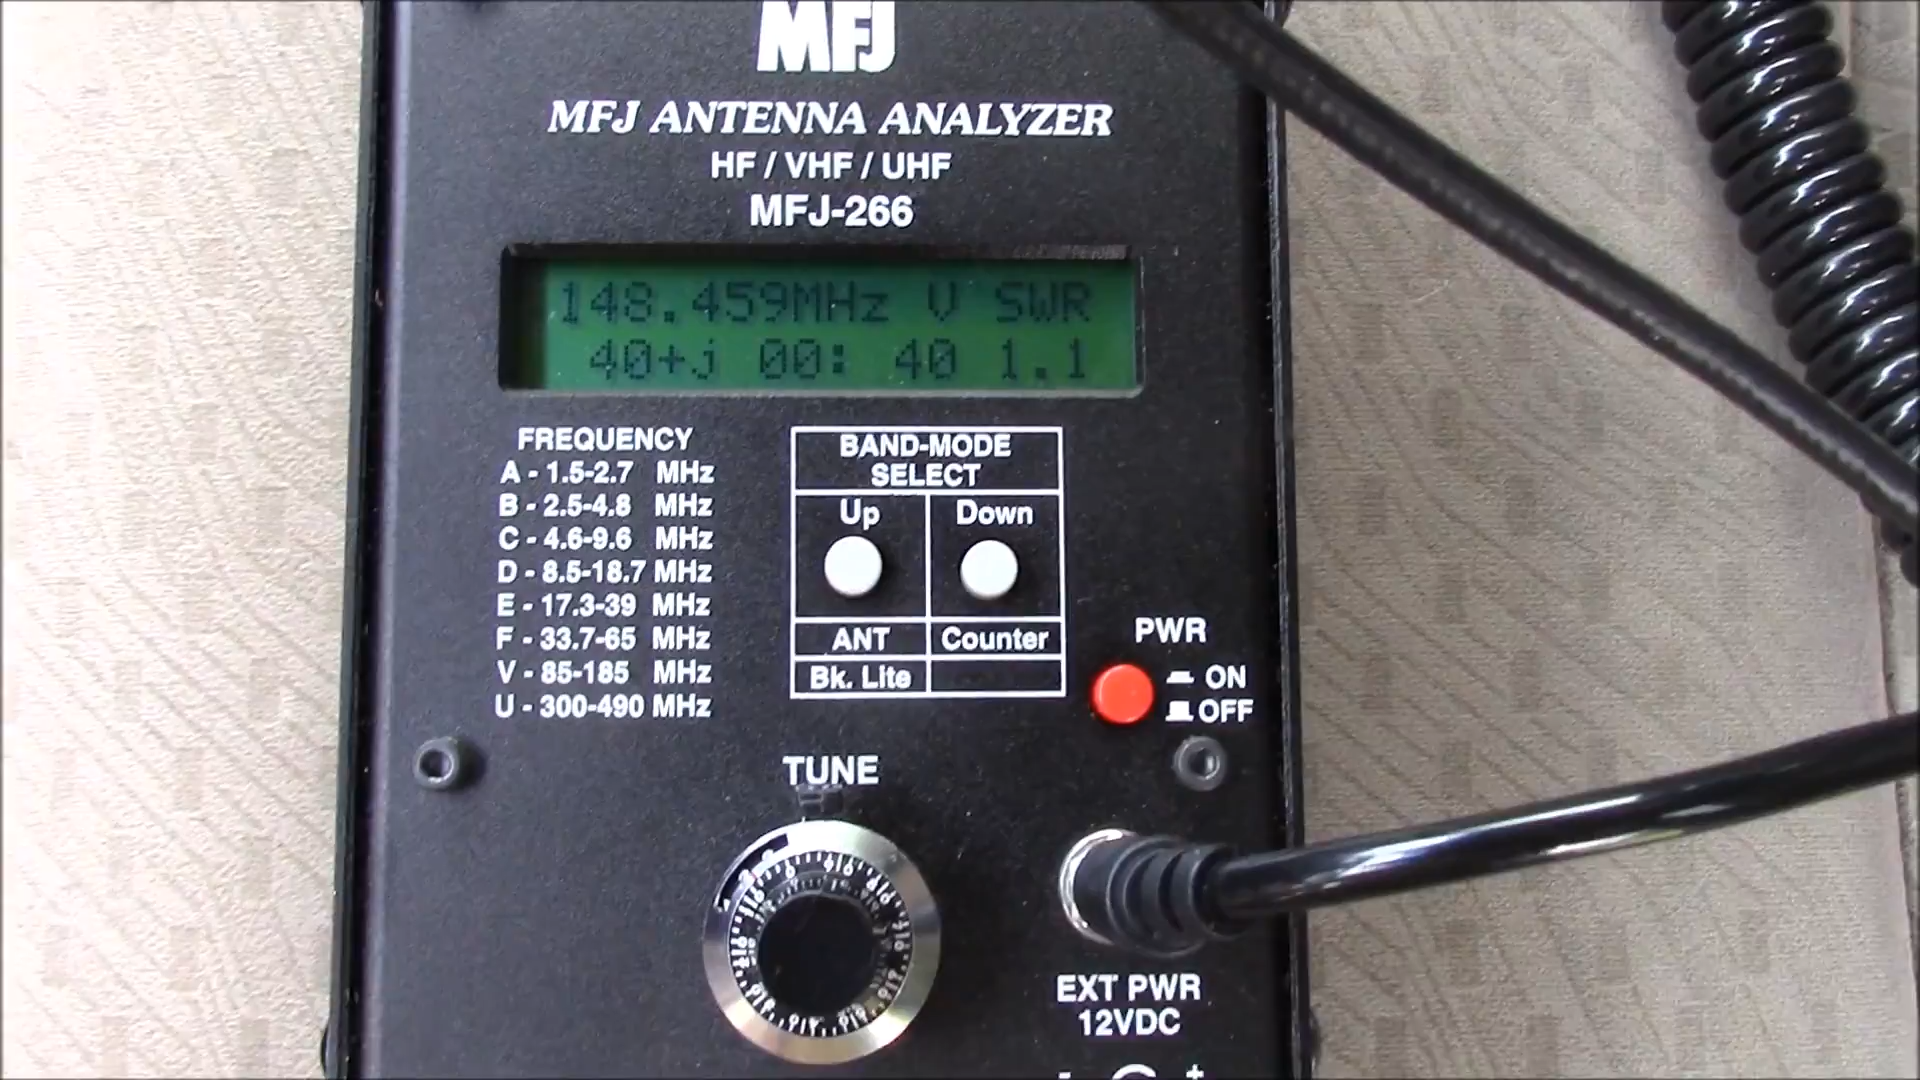 MFJ
MFJ ANTENNA ANALYZER
HF / VHF / UHF
MFJ-266
148.459MHz V SWR
40+j 00: 40 1.1
FREQUENCY
A - 1.5-2.7 MHz
B - 2.5-4.8 MHz
C - 4.6-9.6 MHz
D - 8.5-18.7 MHz
E - 17.3-39 MHz
F - 33.7-65 MHz
V - 85-185 MHz
U - 300-490 MHz
BAND-MODE
SELECT
Up Down
ANT Counter
Bk. Lite
PWR
ON
OFF
TUNE
EXT PWR
12VDC
- +